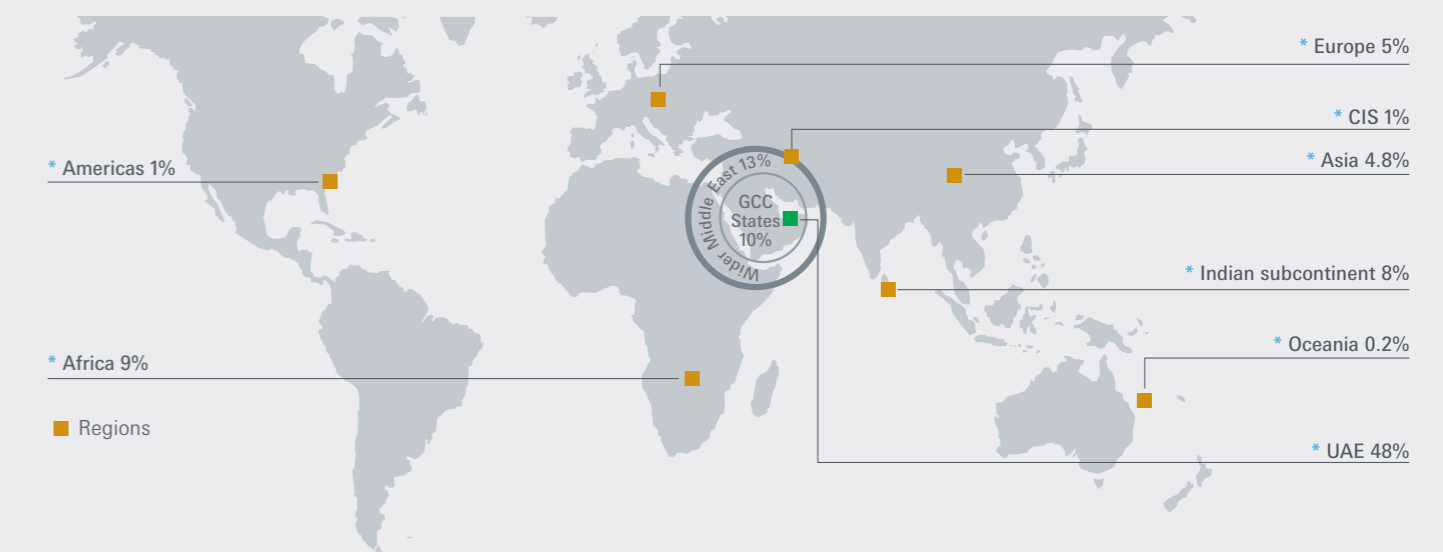 * Europe 5%
* CIS 1%
* Americas 1%
* Asia 4.8%
Wider Middle East 13%
GCC
States
10%
* Indian subcontinent 8%
* Oceania 0.2%
* Africa 9%
Regions
* UAE 48%